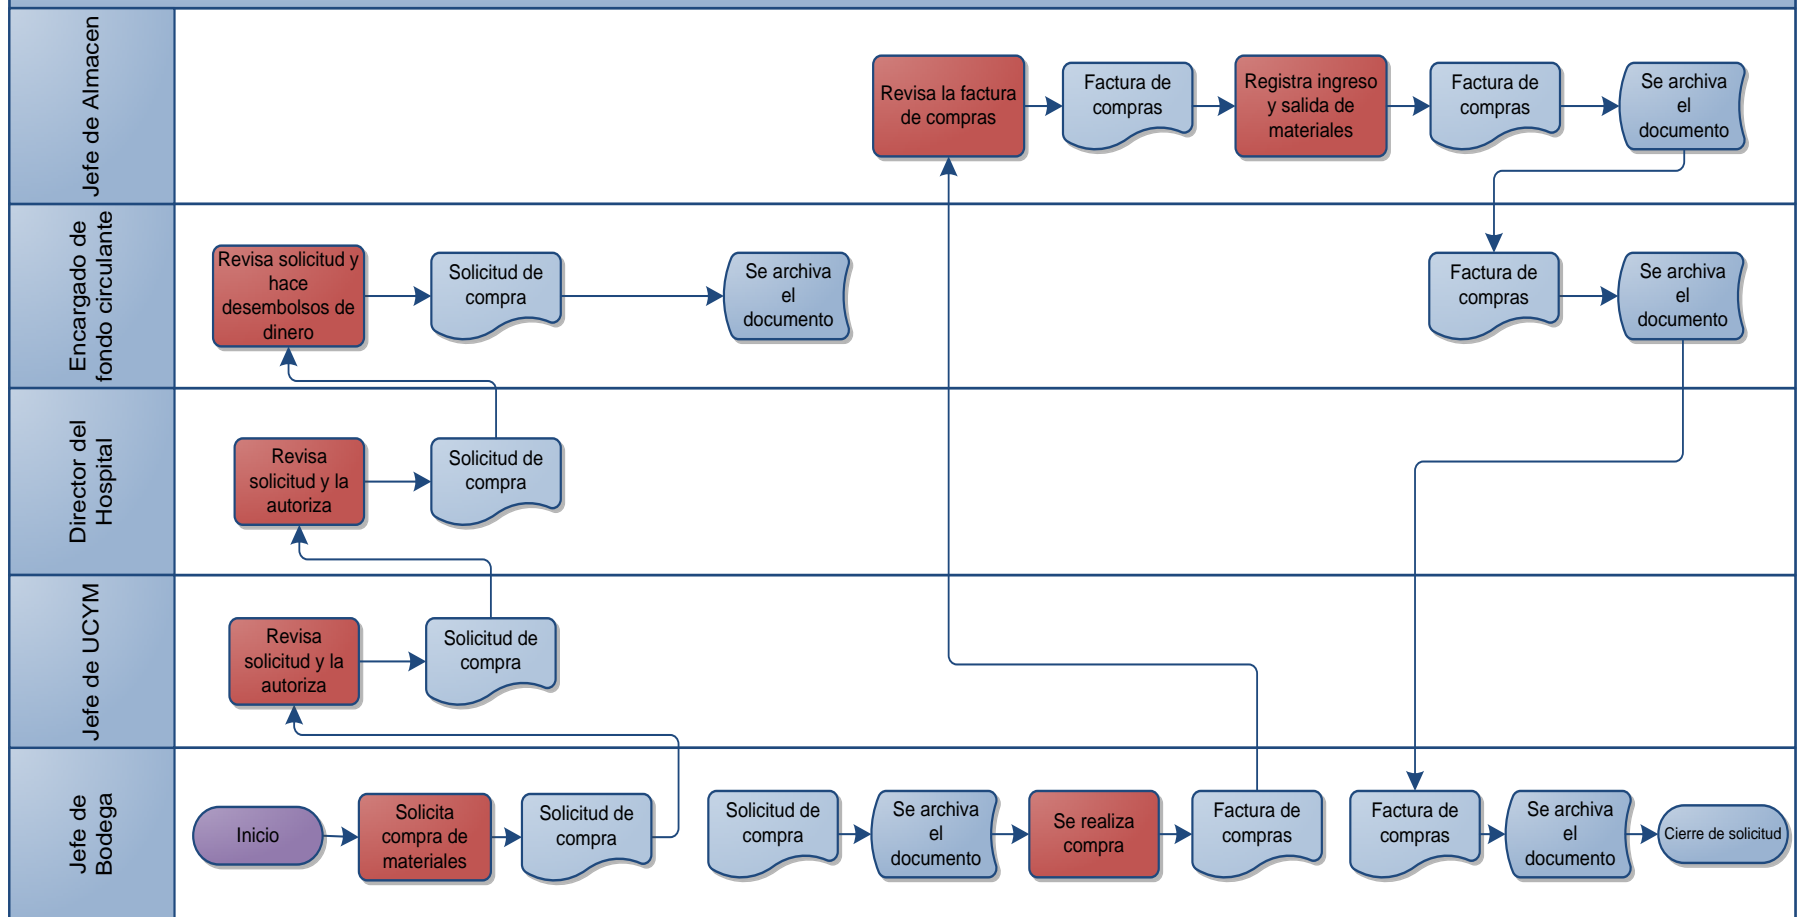 Jefe de Almacen
Revisa la factura
de compras
Factura de
compras
Registra ingreso
y salida de
materiales
Factura de
compras
Se archiva
el
documento
Encargado de
fondo circulante
Revisa solicitud y
hace
desembolsos de
dinero
Solicitud de
compra
Se archiva
el
documento
Factura de
compras
Se archiva
el
documento
Director del
Hospital
Revisa
solicitud y la
autoriza
Solicitud de
compra
Jefe de UCYM
Revisa
solicitud y la
autoriza
Solicitud de
compra
Jefe de
Bodega
Inicio
Solicita
compra de
materiales
Solicitud de
compra
Solicitud de
compra
Se archiva
el
documento
Se realiza
compra
Factura de
compras
Factura de
compras
Se archiva
el
documento
Cierre de solicitud